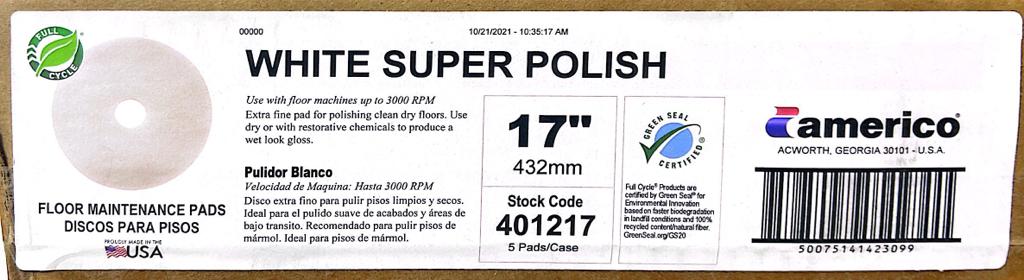 FULL
CYCLE
FLOOR MAINTENANCE PADS
DISCOS PARA PISOS
PROUDLY MADE IN THE
USA
00000
10/21/2021 - 10:35:17 AM
WHITE SUPER POLISH
Use with floor machines up to 3000 RPM
Extra fine pad for polishing clean dry floors. Use
dry or with restorative chemicals to produce a
wet look gloss.
Pulidor Blanco
Velocidad de Maquina: Hasta 3000 RPM
Disco extra fino para pulir pisos limpios y secos.
Ideal para el pulido suave de acabados y áreas de
bajo transito. Recomendado para pulir pisos de
mármol. Ideal para pisos de mármol.
17"
432mm
Stock Code
401217
5 Pads/Case
GREEN SEAL
CERTIFIED
Full Cycle® Products are
certified by Green Seal® for
Environmental Innovation
based on faster biodegradation
in landfill conditions and 100%
recycled content/natural fiber.
GreenSeal.org/GS20
americo®
ACWORTH, GEORGIA 30101 - U.S.A.
50075141423099